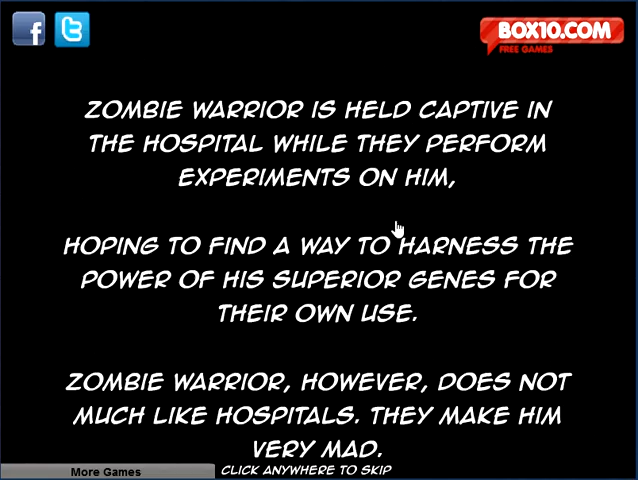 BOX10.COM
FREE GAMES
ZOMBIE WARRIOR IS HELD CAPTIVE IN
THE HOSPITAL WHILE THEY PERFORM
EXPERIMENTS ON HIM,
HOPING TO FIND A WAY TO HARNESS THE
POWER OF HIS SUPERIOR GENES FOR
THEIR OWN USE.
ZOMBIE WARRIOR, HOWEVER, DOES NOT
MUCH LIKE HOSPITALS. THEY MAKE HIM
VERY MAD.
More Games
CLICK ANYWHERE TO SKIP